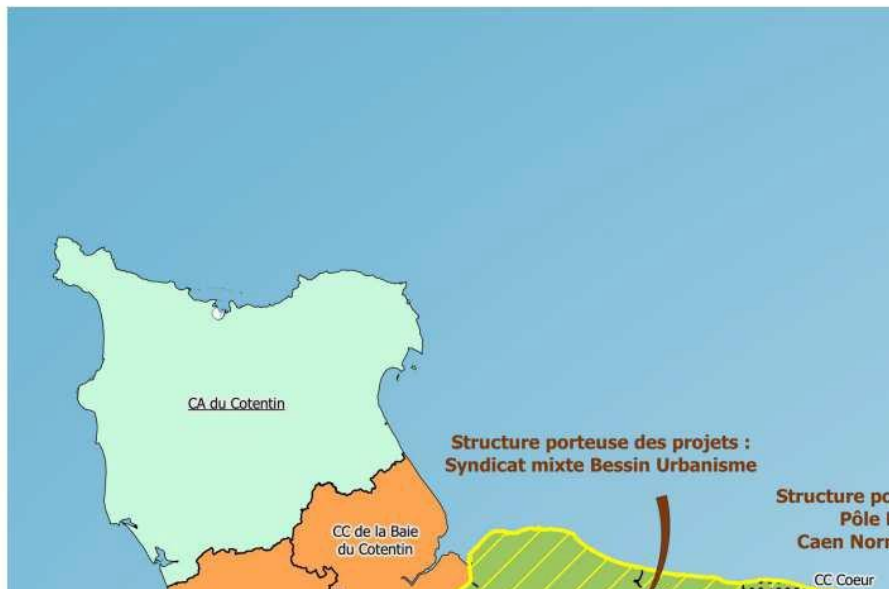 CA du Cotentin
Structure porteuse des projets :
Syndicat mixte Bessin Urbanisme
Structure po
Pôle
Caen Norm
CC de la Baie
du Cotentin
CC Coeur